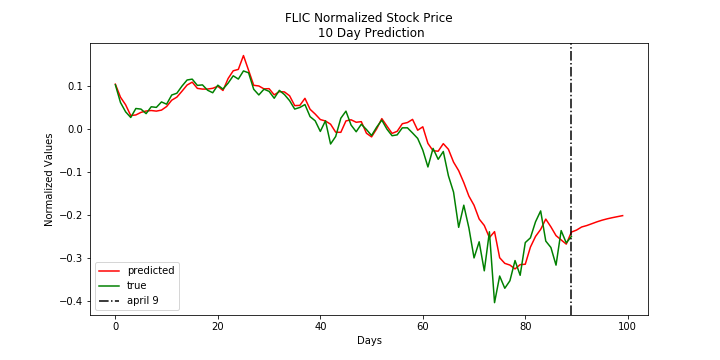 FLIC Normalized Stock Price
10 Day Prediction
Normalized Values
0.1
0.0
−0.1
−0.2
−0.3
−0.4
predicted
true
april 9
0 20 40 60 80 100
Days